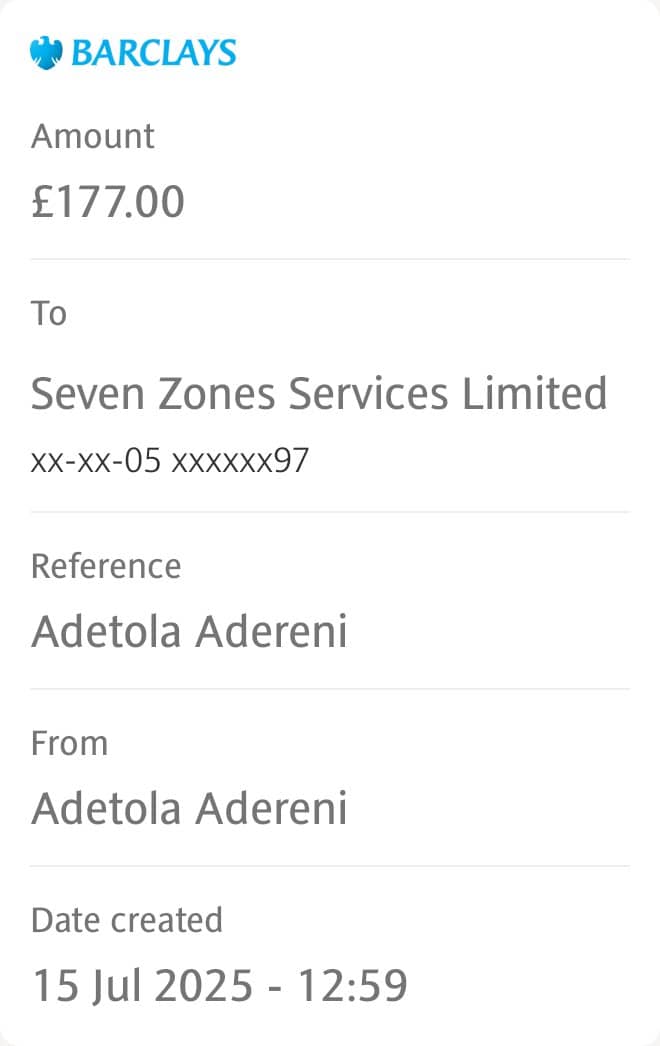 BARCLAYS
Amount
£177.00
To
Seven Zones Services Limited
xx-xx-05 xxxxxx97
Reference
Adetola Adereni
From
Adetola Adereni
Date created
15 Jul 2025 - 12:59